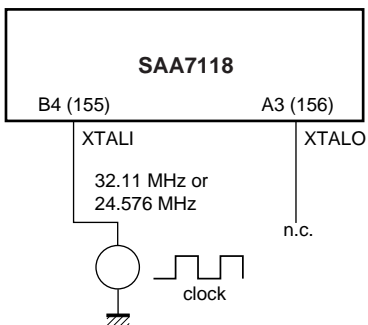 SAA7118
B4 (155) A3 (156)
XTALI XTALO
32.11 MHz or
24.576 MHz
n.c.
clock